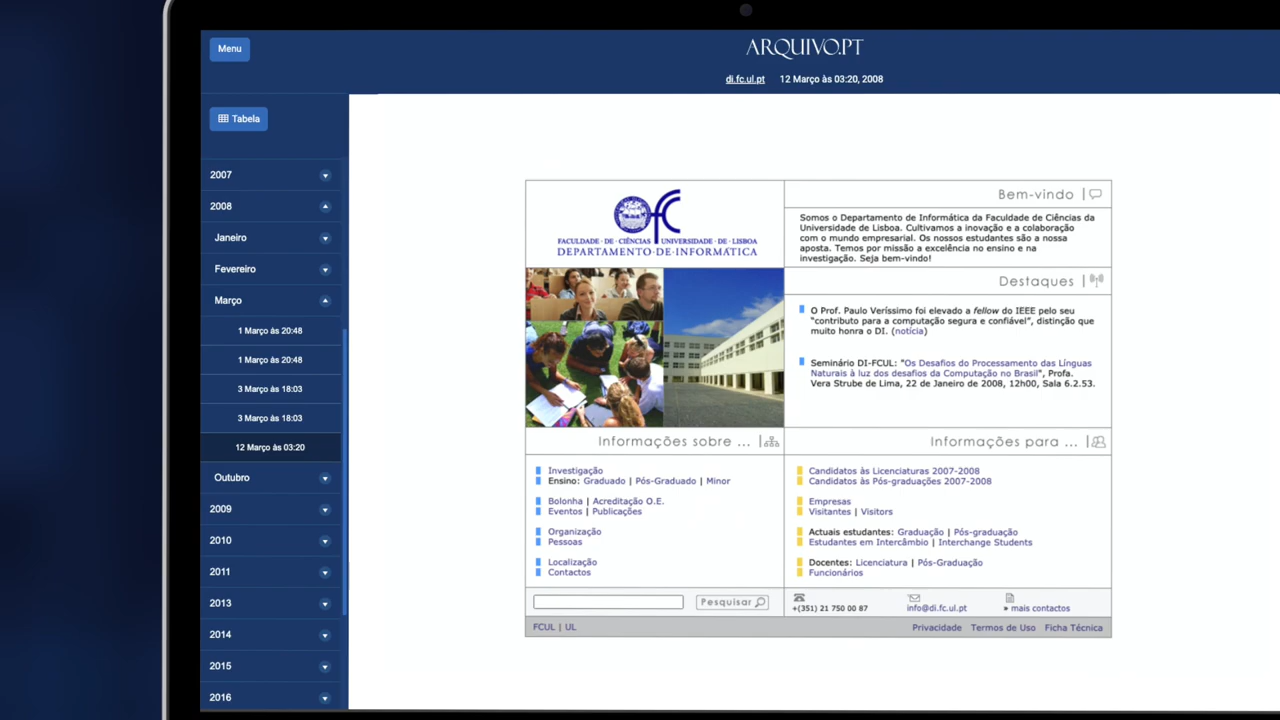 Menu
ARQUIVO.PT
di.fc.ul.pt 12 Março às 03:20, 2008
Tabela
2007
2008
Janeiro
Fevereiro
Março
1 Março às 20:48
1 Março às 20:48
3 Março às 18:03
3 Março às 18:03
12 Março às 03:20
Outubro
2009
2010
2011
2013
2014
2015
2016
FACULDADE · DE · CIÊNCIAS UNIVERSIDADE · DE · LISBOA
DEPARTAMENTO · DE · INFORMÁTICA
Bem-vindo
Somos o Departamento de Informática da Faculdade de Ciências da
Universidade de Lisboa. Cultivamos a inovação e a colaboração
com o mundo empresarial. Os nossos estudantes são a nossa
aposta. Temos por missão a excelência no ensino e na
investigação. Seja bem-vindo!
Destaques
O Prof. Paulo Veríssimo foi elevado a fellow do IEEE pelo seu
"contributo para a computação segura e confiável", distinção que
muito honra o DI. (notícia)
Seminário DI-FCUL: "Os Desafios do Processamento das Línguas
Naturais à luz dos desafios da Computação no Brasil", Profa.
Vera Strube de Lima, 22 de Janeiro de 2008, 12h00, Sala 6.2.53.
Informações sobre ...
Investigação
Ensino: Graduado | Pós-Graduado | Minor
Bolonha | Acreditação O.E.
Eventos | Publicações
Organização
Pessoas
Localização
Contactos
Informações para ...
Candidatos às Licenciaturas 2007-2008
Candidatos às Pós-graduações 2007-2008
Empresas
Visitantes | Visitors
Actuais estudantes: Graduação | Pós-graduação
Estudantes em Intercâmbio | Interchange Students
Docentes: Licenciatura | Pós-Graduação
Funcionários
Pesquisar
+(351) 21 750 00 87
info@di.fc.ul.pt
» mais contactos
FCUL | UL
Privacidade Termos de Uso Ficha Técnica